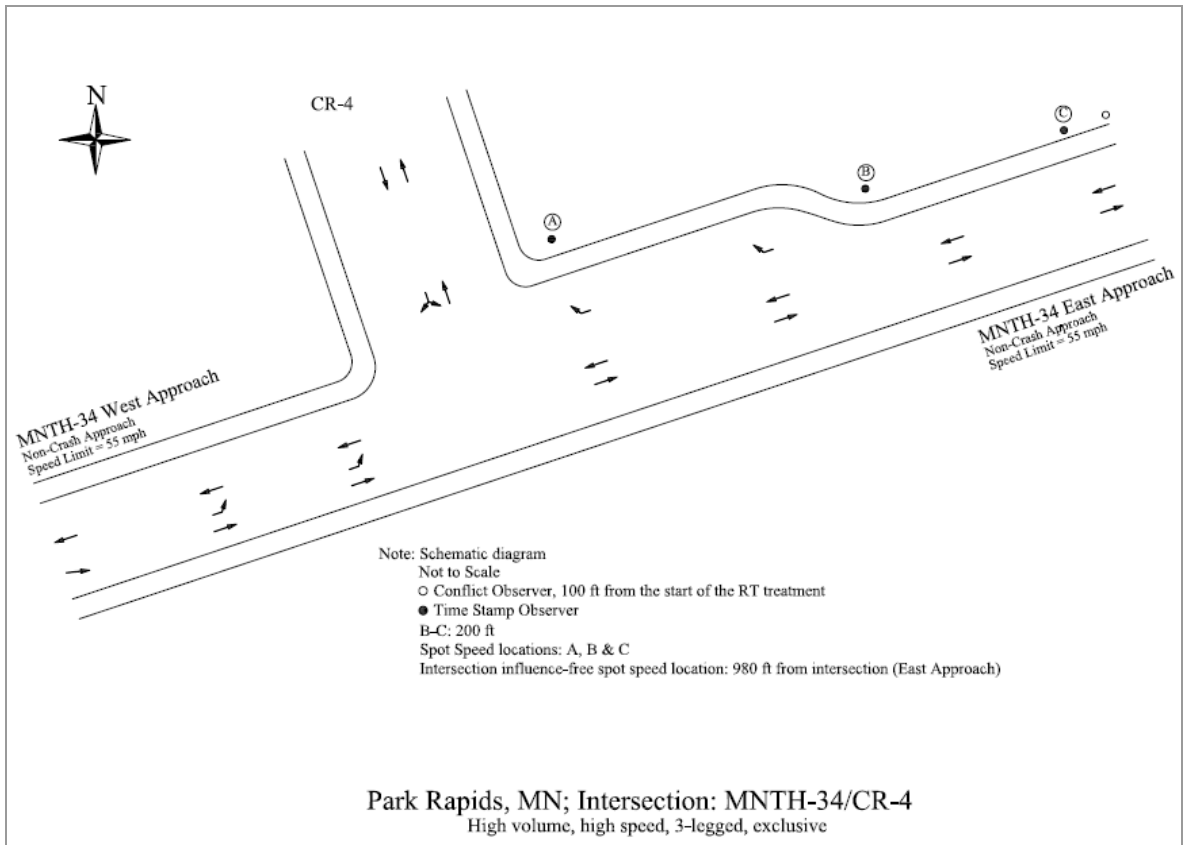 N
CR-4
C
B
A
MNTH-34 East Approach
Non-Crash Approach
Speed Limit = 55 mph
MNTH-34 West Approach
Non-Crash Approach
Speed Limit = 55 mph
Note: Schematic diagram
Not to Scale
Conflict Observer, 100 ft from the start of the RT treatment
Time Stamp Observer
B-C: 200 ft
Spot Speed locations: A, B & C
Intersection influence-free spot speed location: 980 ft from intersection (East Approach)
Park Rapids, MN; Intersection: MNTH-34/CR-4
High volume, high speed, 3-legged, exclusive